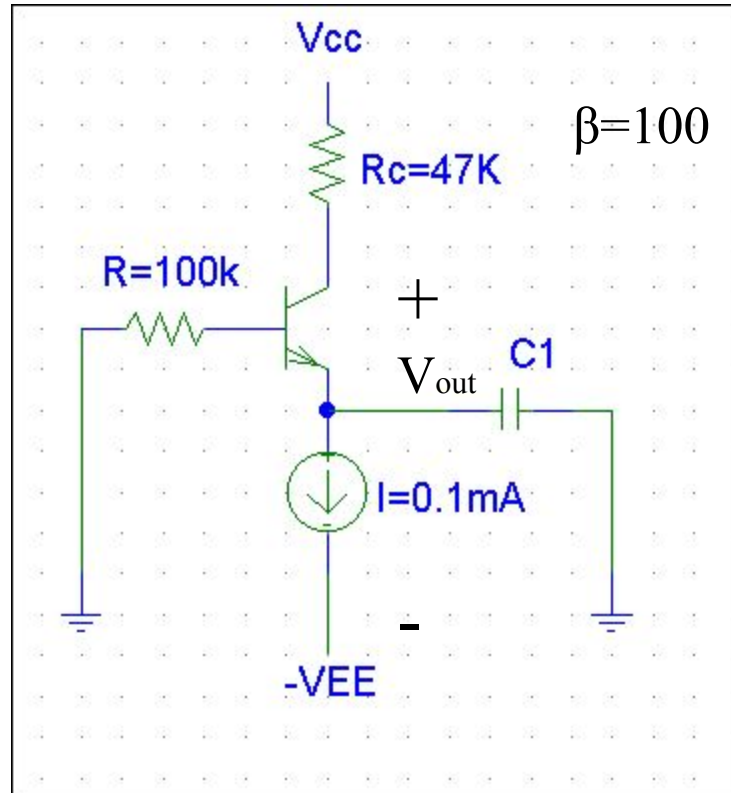 Vcc
β=100
Rc=47K
R=100k
+
Vout
C1
I=0.1mA
-
-VEE